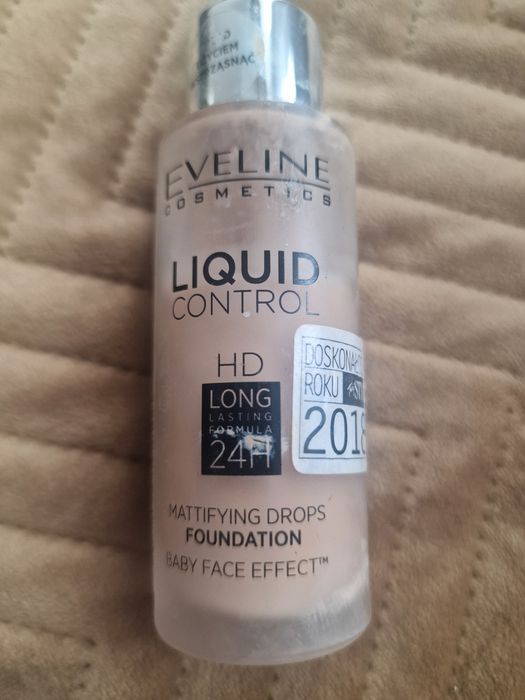 EVELINE
COSMETICS
LIQUID
CONTROL
HD
LONG
LASTING
FORMULA
24H
DOSKONAŁ
ROKU
2018
MATTIFYING DROPS
FOUNDATION
BABY FACE EFFECT™